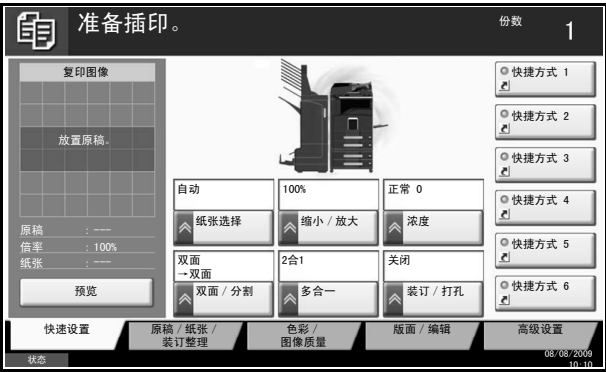 准备插印。
份数
1
复印图像
放置原稿。
原稿 : ---
倍率 : 100%
纸张 : ---
预览
自动
纸张选择
100%
缩小 / 放大
正常 0
浓度
双面
→双面
双面 / 分割
2合1
多合一
关闭
装订 / 打孔
快捷方式 1
快捷方式 2
快捷方式 3
快捷方式 4
快捷方式 5
快捷方式 6
快速设置
原稿 / 纸张 /
装订整理
色彩 /
图像质量
版面 / 编辑
高级设置
状态
08/08/2009
10:10